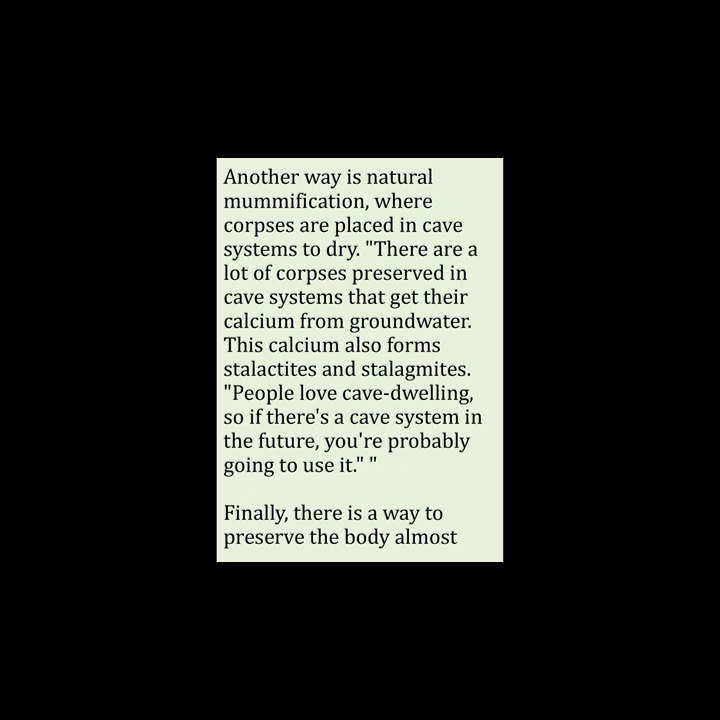 Another way is natural
mummification, where
corpses are placed in cave
systems to dry. "There are a
lot of corpses preserved in
cave systems that get their
calcium from groundwater.
This calcium also forms
stalactites and stalagmites.
"People love cave-dwelling,
so if there's a cave system in
the future, you're probably
going to use it." "

Finally, there is a way to
preserve the body almost